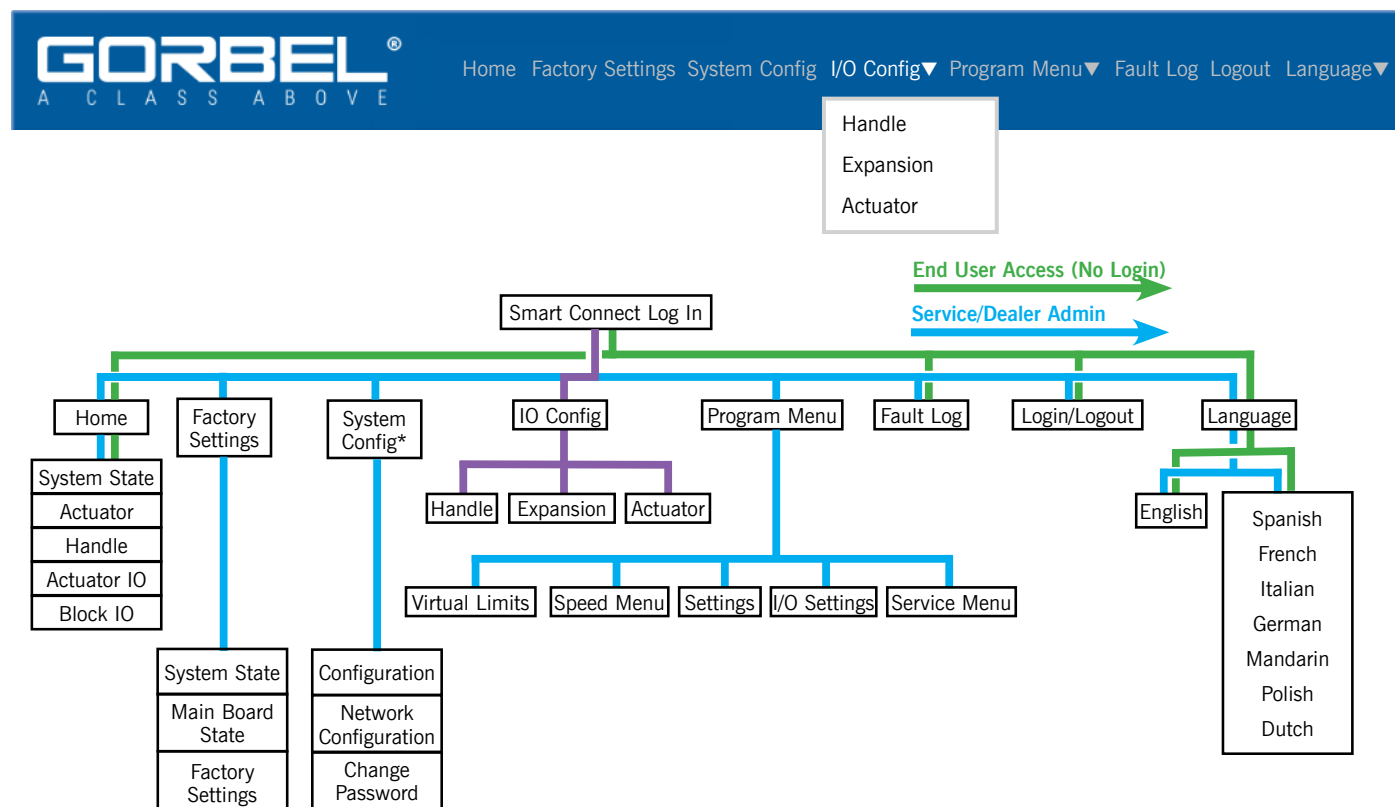 GORBEL®
A CLASS ABOVE
Home Factory Settings System Config I/O Config▼ Program Menu▼ Fault Log Logout Language▼
Handle
Expansion
Actuator
End User Access (No Login)
Service/Dealer Admin
Smart Connect Log In
Home
Factory
Settings
System
Config*
IO Config
Program Menu
Fault Log
Login/Logout
Language
System State
Actuator
Handle
Actuator IO
Block IO
Handle
Expansion
Actuator
English
Spanish
French
Italian
German
Mandarin
Polish
Dutch
Virtual Limits
Speed Menu
Settings
I/O Settings
Service Menu
System State
Main Board
State
Factory
Settings
Configuration
Network
Configuration
Change
Password